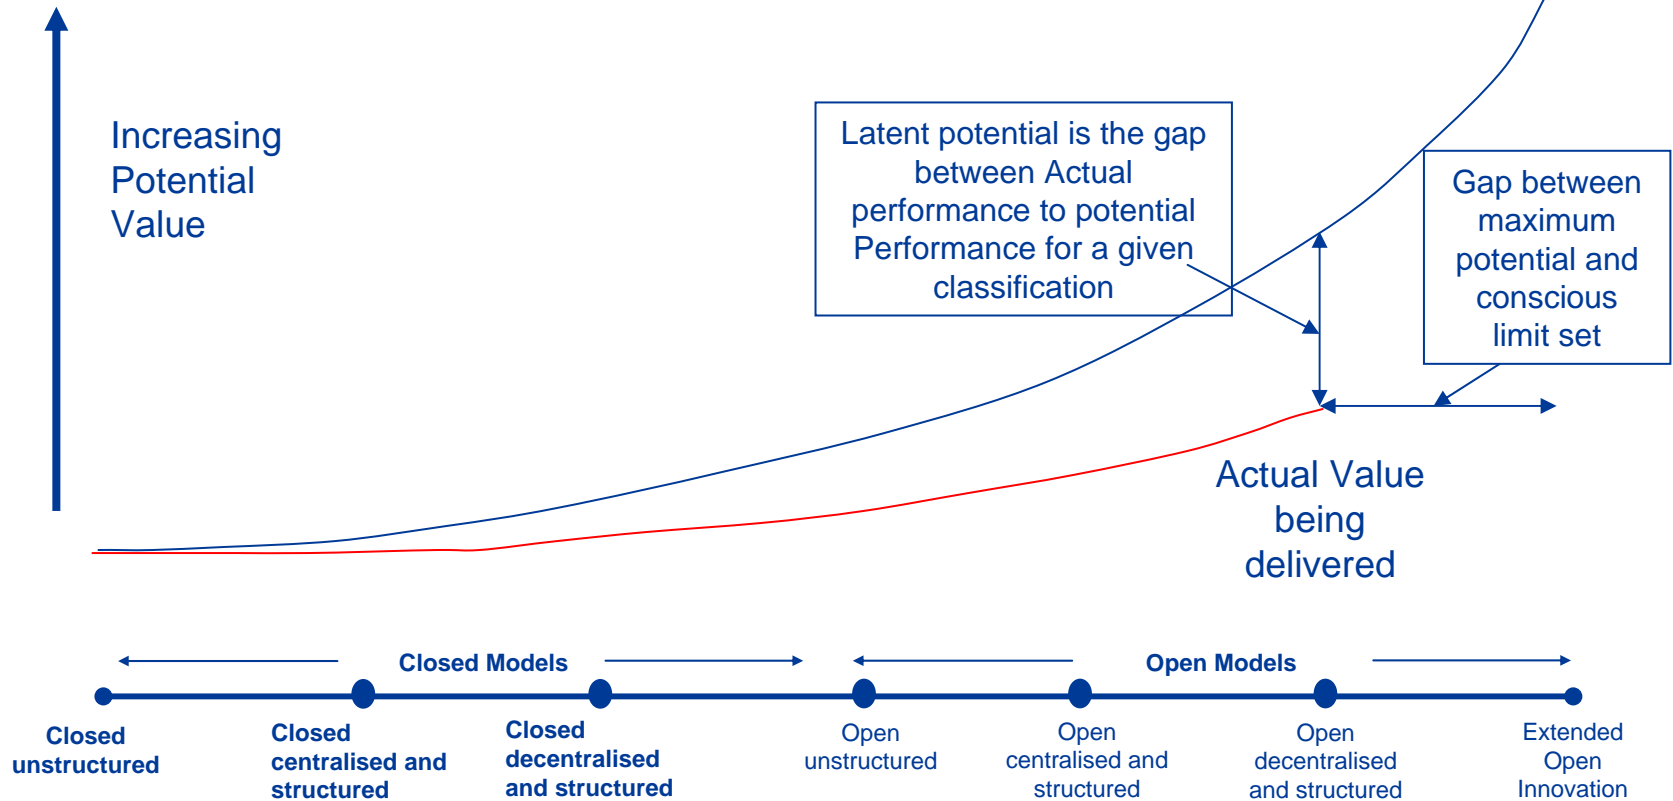 Increasing
Potential
Value
Latent potential is the gap
between Actual
performance to potential
Performance for a given
classification
Gap between
maximum
potential and
conscious
limit set
Actual Value
being
delivered
Closed Models
Open Models
Closed
unstructured
Closed
centralised and
structured
Closed
decentralised
and structured
Open
unstructured
Open
centralised and
structured
Open
decentralised
and structured
Extended
Open
Innovation